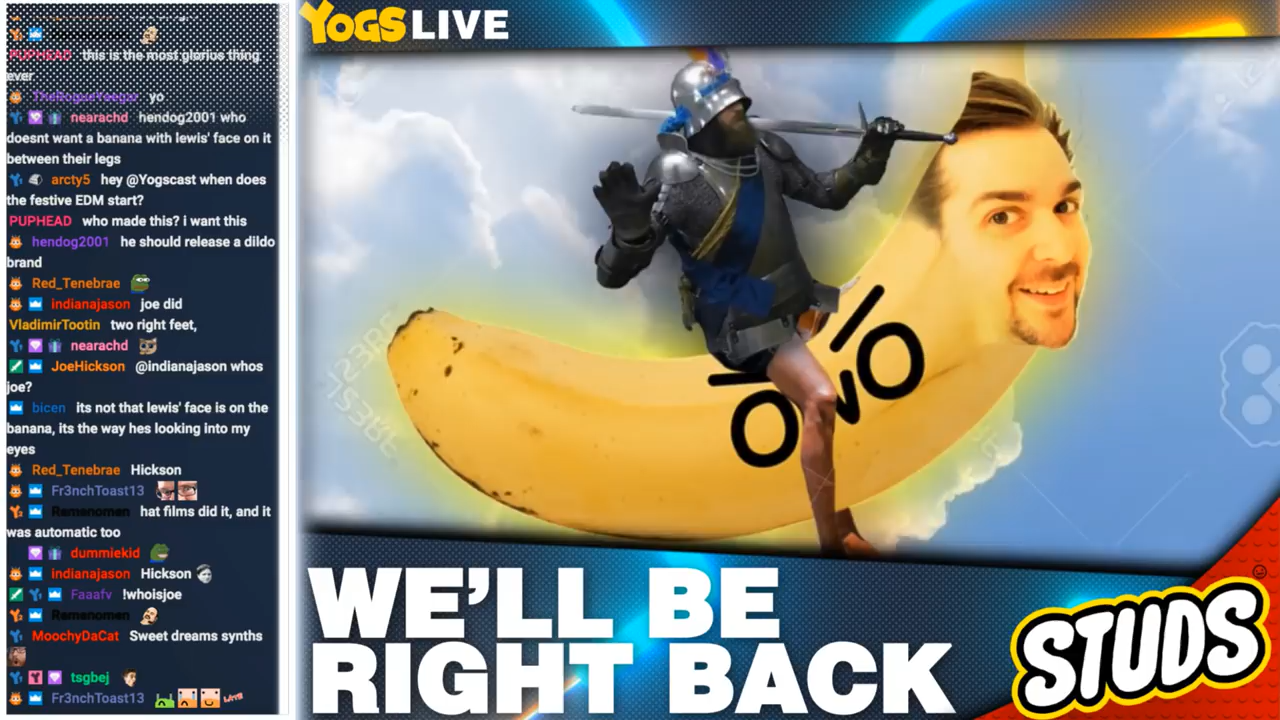 YOGS LIVE
PUPHEAD this is the most glorius thing
ever
TheRogueYeeger yo
nearachd hendog2001 who
doesnt want a banana with lewis' face on it
between their legs
arcty5 hey @Yogscast when does
the festive EDM start?
PUPHEAD who made this? i want this
hendog2001 he should release a dildo
brand
Red_Tenebrae
indianajason joe did
VladimirTootin two right feet,
nearachd
JoeHickson @indianajason whos
joe?
bicen its not that lewis' face is on the
banana, its the way hes looking into my
eyes
Red_Tenebrae Hickson
Fr3nchToast13
Ramenomen hat films did it, and it
was automatic too
dummiekid
indianajason Hickson
Faaafv !whoisjoe
Ramenomen
MoochyDaCat Sweet dreams synths
tsgbej
Fr3nchToast13
OWO
WE'LL BE
RIGHT BACK
STUDS